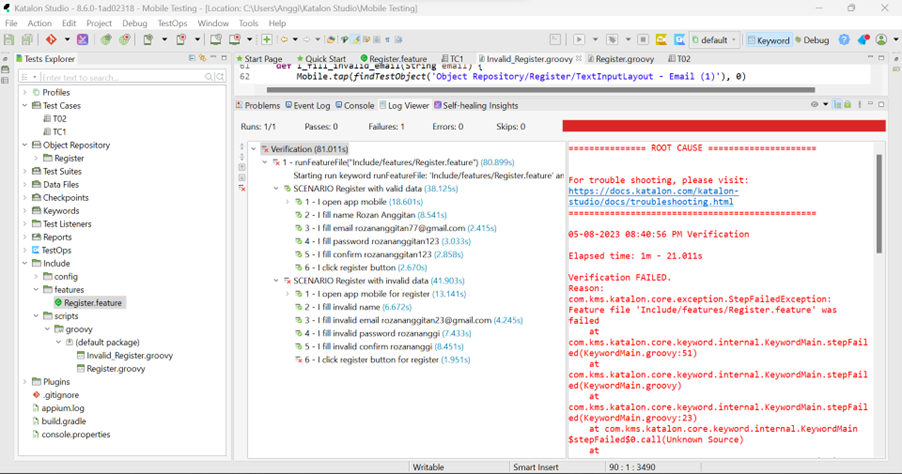 Katalon Studio - 8.6.0-1ad02318 - Mobile Testing - [Location: C:\Users\Anggi\Katalon Studio\Mobile Testing]
File Action Edit Project Debug TestOps Window Tools Help
default Keyword Debug
Tests Explorer
Start Page Quick Start Register.feature TC1 Invalid_Register.groovy Register.groovy T02
Enter text to search...
61 def I_fill_invalid_email(String email) {
62 Mobile.tap(findTestObject('Object Repository/Register/TextInputLayout - Email (1)'), 0)
Profiles
Test Cases
T02
TC1
Object Repository
Register
Test Suites
Data Files
Checkpoints
Keywords
Test Listeners
Reports
TestOps
Include
config
features
Register.feature
scripts
groovy
(default package)
Invalid_Register.groovy
Register.groovy
Plugins
.gitignore
appium.log
build.gradle
console.properties
Problems Event Log Console Log Viewer Self-healing Insights
Runs: 1/1 Passes: 0 Failures: 1 Errors: 0 Skips: 0
Verification (81.011s)
1 - runFeatureFile("Include/features/Register.feature") (80.899s)
Starting run keyword runFeatureFile: 'Include/features/Register.feature' ar
SCENARIO Register with valid data (38.125s)
1 - I open app mobile (18.601s)
2 - I fill name Rozan Anggitan (8.541s)
3 - I fill email rozananggitan77@gmail.com (2.415s)
4 - I fill password rozananggitan123 (3.033s)
5 - I fill confirm rozananggitan123 (2.858s)
6 - I click register button (2.670s)
SCENARIO Register with invalid data (41.903s)
1 - I open app mobile for register (13.141s)
2 - I fill invalid name (6.672s)
3 - I fill invalid email rozananggitan23@gmail.com (4.245s)
4 - I fill invalid password rozananggi (7.433s)
5 - I fill invalid confirm rozananggi (8.451s)
6 - I click register button for register (1.951s)
=============== ROOT CAUSE =====================
For trouble shooting, please visit:
https://docs.katalon.com/katalon-
studio/docs/troubleshooting.html
================================================
05-08-2023 08:40:56 PM Verification
Elapsed time: 1m - 21.011s
Verification FAILED.
Reason:
com.kms.katalon.core.exception.StepFailedException:
Feature file 'Include/features/Register.feature' was
failed
at
com.kms.katalon.core.keyword.internal.KeywordMain.stepFail
ed(KeywordMain.groovy:51)
at
com.kms.katalon.core.keyword.internal.KeywordMain.stepFail
ed(KeywordMain.groovy)
at
com.kms.katalon.core.keyword.internal.KeywordMain.stepFail
ed(KeywordMain.groovy:23)
at com.kms.katalon.core.keyword.internal.KeywordMain
$stepFailed$0.call(Unknown Source)
at
Writable Smart Insert 90 : 1 : 3490